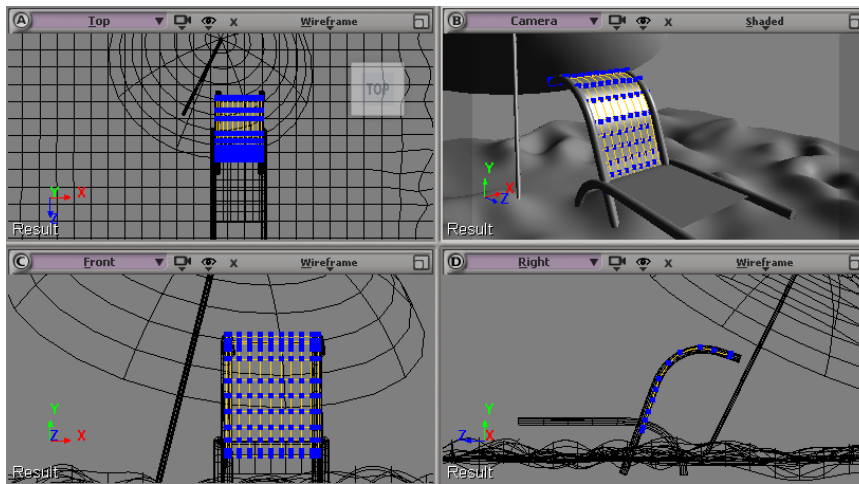 A Top x Wireframe
TOP
Y
X
Z
Result
B Camera Shaded
Y
X
Z
Result
C Front x Wireframe
Y
Z X
Result
D Right x Wireframe
Y
Z
Result